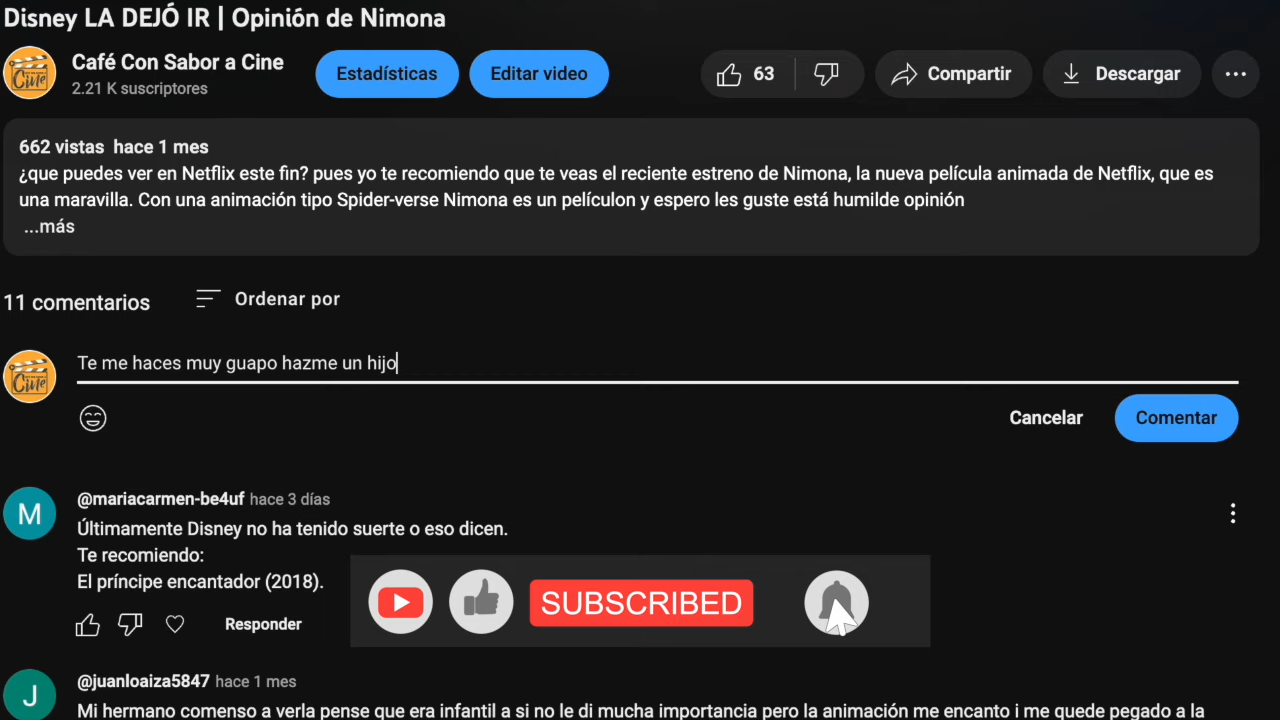 Disney LA DEJÓ IR | Opinión de Nimona
Café Con Sabor a Cine
2.21 K suscriptores
Estadísticas
Editar video
63
Compartir
Descargar
662 vistas hace 1 mes
¿que puedes ver en Netflix este fin? pues yo te recomiendo que te veas el reciente estreno de Nimona, la nueva película animada de Netflix, que es
una maravilla. Con una animación tipo Spider-verse Nimona es un películon y espero les guste está humilde opinión
...más
11 comentarios
Ordenar por
Cine
Te me haces muy guapo hazme un hijo
Cancelar
Comentar
M
@mariacarmen-be4uf hace 3 días
Últimamente Disney no ha tenido suerte o eso dicen.
Te recomiendo:
El príncipe encantador (2018).
Responder
SUBSCRIBED
J
@juanloaiza5847 hace 1 mes
Mi hermano comenso a verla pense que era infantil a si no le di mucha importancia pero la animación me encanto i me quede pegado a la